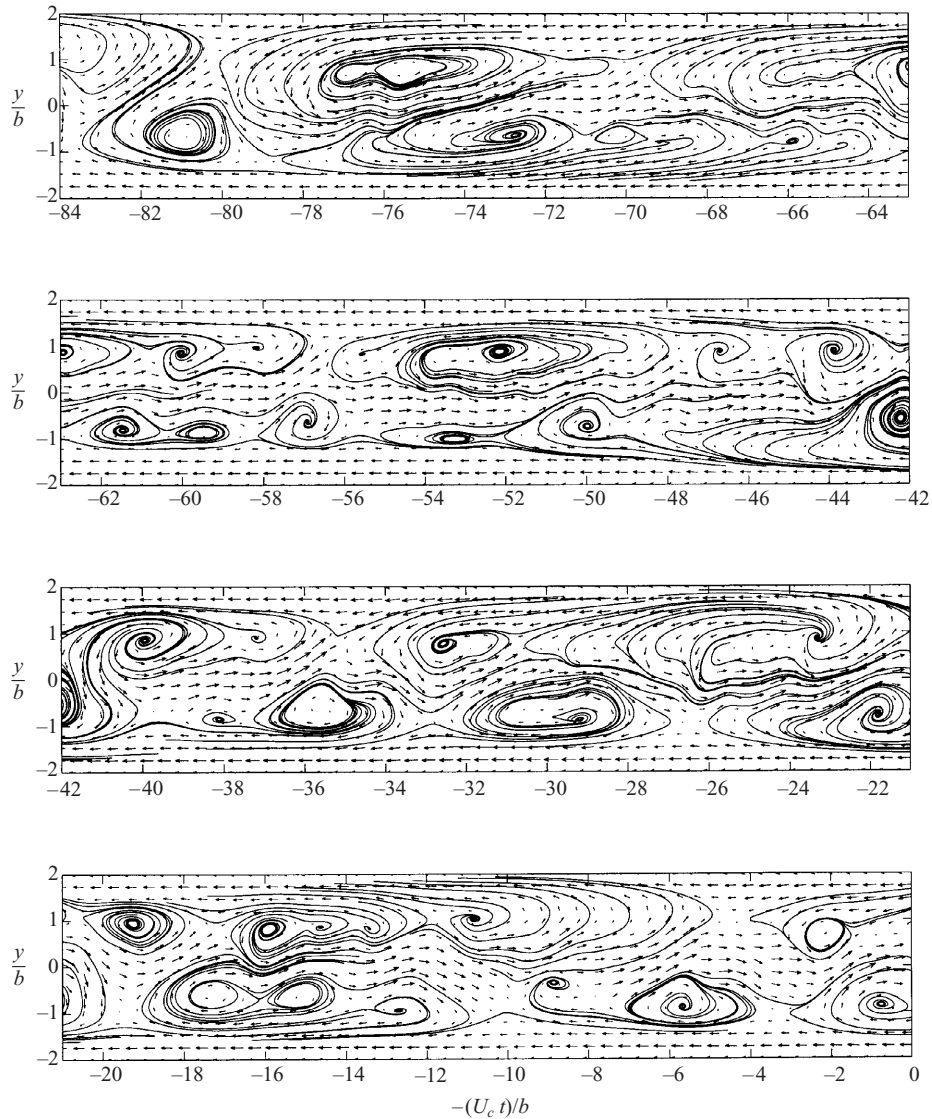 2
1
y/b
0
–1
–2
–84 –82 –80 –78 –76 –74 –72 –70 –68 –66 –64
2
1
y/b
0
–1
–2
–62 –60 –58 –56 –54 –52 –50 –48 –46 –44 –42
2
1
y/b
0
–1
–2
–42 –40 –38 –36 –34 –32 –30 –28 –26 –24 –22
2
1
y/b
0
–1
–2
–20 –18 –16 –14 –12 –10 –8 –6 –4 –2 0
–(U_c t)/b